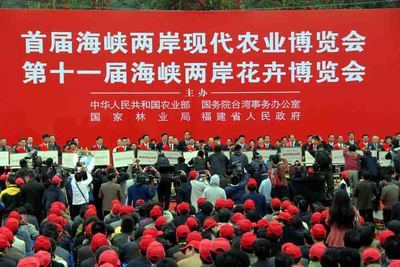 首届海峡两岸现代农业博览会
第十一届海峡两岸花卉博览会
主办
中华人民共和国农业部 国务院台湾事务办公室
国家林业局 福建省人民政府